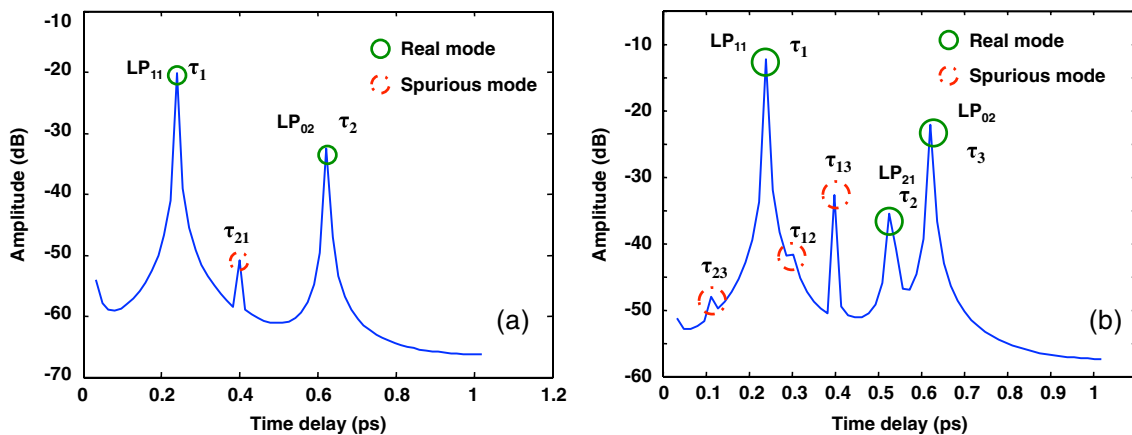 -10
-20
-30
-40
-50
-60
-70
0
0.2
0.4
0.6
0.8
1
1.2
Amplitude (dB)
Time delay (ps)
LP11
τ1
LP02
τ2
τ21
Real mode
Spurious mode
(a)
-10
-20
-30
-40
-50
-60
0
0.1
0.2
0.3
0.4
0.5
0.6
0.7
0.8
0.9
1
Amplitude (dB)
Time delay (ps)
LP11
τ1
Real mode
Spurious mode
LP02
τ3
τ13
LP21
τ2
τ12
τ23
(b)